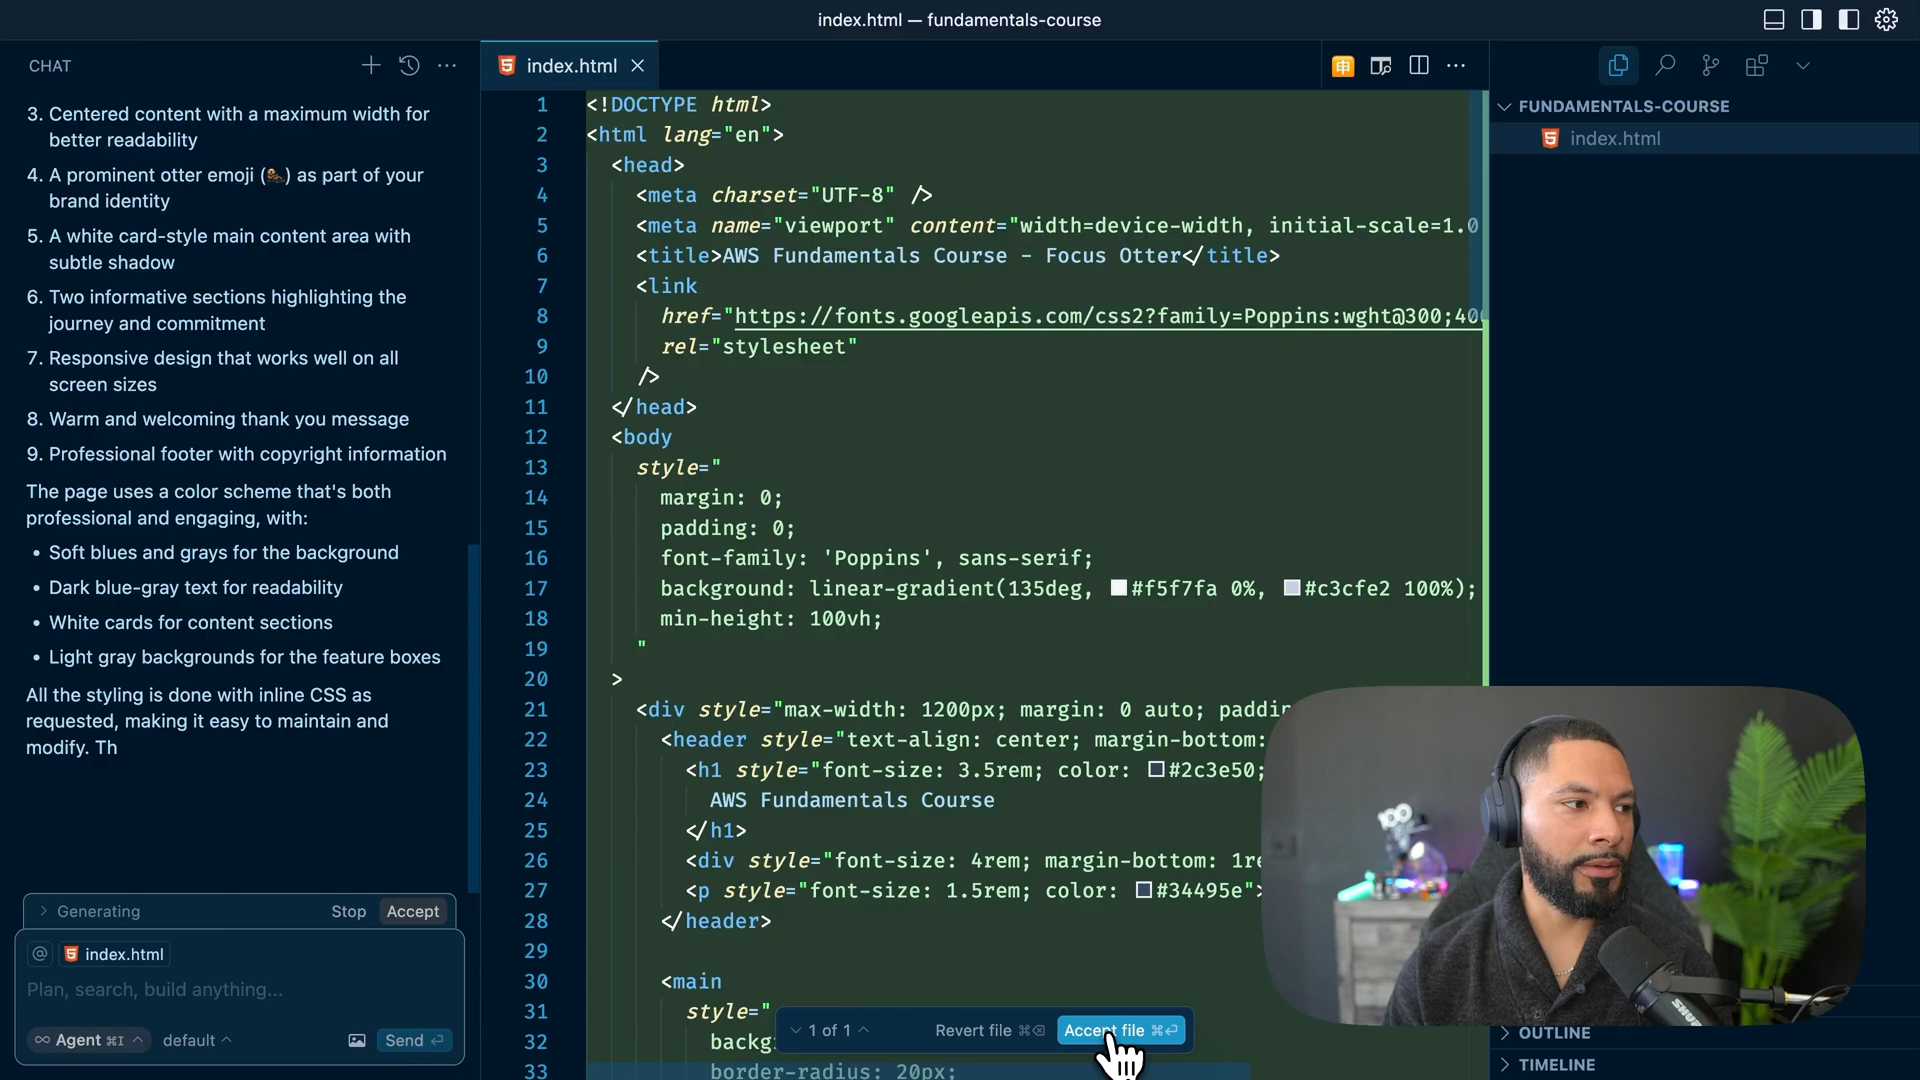 index.html — fundamentals-course
CHAT
3. Centered content with a maximum width for
better readability
4. A prominent otter emoji (🦦) as part of your
brand identity
5. A white card-style main content area with
subtle shadow
6. Two informative sections highlighting the
journey and commitment
7. Responsive design that works well on all
screen sizes
8. Warm and welcoming thank you message
9. Professional footer with copyright information
The page uses a color scheme that's both
professional and engaging, with:
• Soft blues and grays for the background
• Dark blue-gray text for readability
• White cards for content sections
• Light gray backgrounds for the feature boxes
All the styling is done with inline CSS as
requested, making it easy to maintain and
modify. Th
Generating Stop Accept
@ index.html
Plan, search, build anything...
Agent ⌘I default Send ⏎
index.html
1 <!DOCTYPE html>
2 <html lang="en">
3 <head>
4 <meta charset="UTF-8" />
5 <meta name="viewport" content="width=device-width, initial-scale=1.0
6 <title>AWS Fundamentals Course - Focus Otter</title>
7 <link
8 href="https://fonts.googleapis.com/css2?family=Poppins:wght@300;40
9 rel="stylesheet"
10 />
11 </head>
12 <body
13 style="
14 margin: 0;
15 padding: 0;
16 font-family: 'Poppins', sans-serif;
17 background: linear-gradient(135deg, #f5f7fa 0%, #c3cfe2 100%);
18 min-height: 100vh;
19 "
20 >
21 <div style="max-width: 1200px; margin: 0 auto; paddin
22 <header style="text-align: center; margin-bottom:
23 <h1 style="font-size: 3.5rem; color: #2c3e50;
24 AWS Fundamentals Course
25 </h1>
26 <div style="font-size: 4rem; margin-bottom: 1re
27 <p style="font-size: 1.5rem; color: #34495e">
28 </header>
29
30 <main
31 style="
32 backg
33 border-radius: 20px;
1 of 1 Revert file ⌘⌫ Accept file ⌘⏎
FUNDAMENTALS-COURSE
index.html
OUTLINE
TIMELINE
SHURE